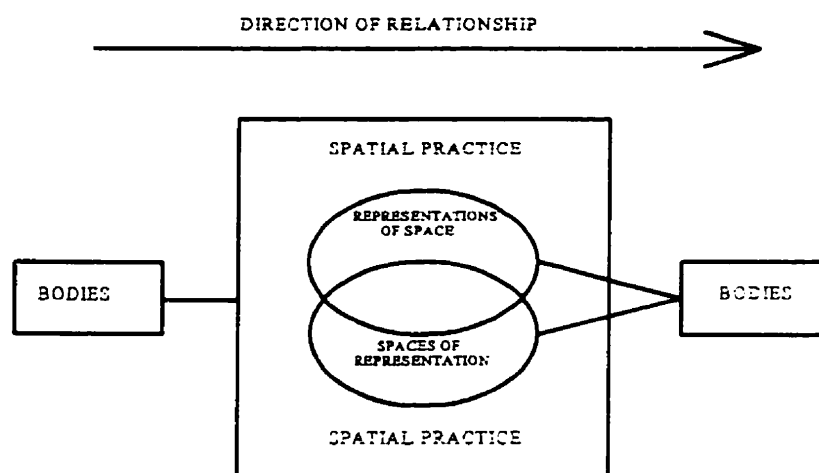 DIRECTION OF RELATIONSHIP
SPATIAL PRACTICE
REPRESENTATIONS
OF SPACE
BODIES
BODIES
SPACES OF
REPRESENTATION
SPATIAL PRACTICE